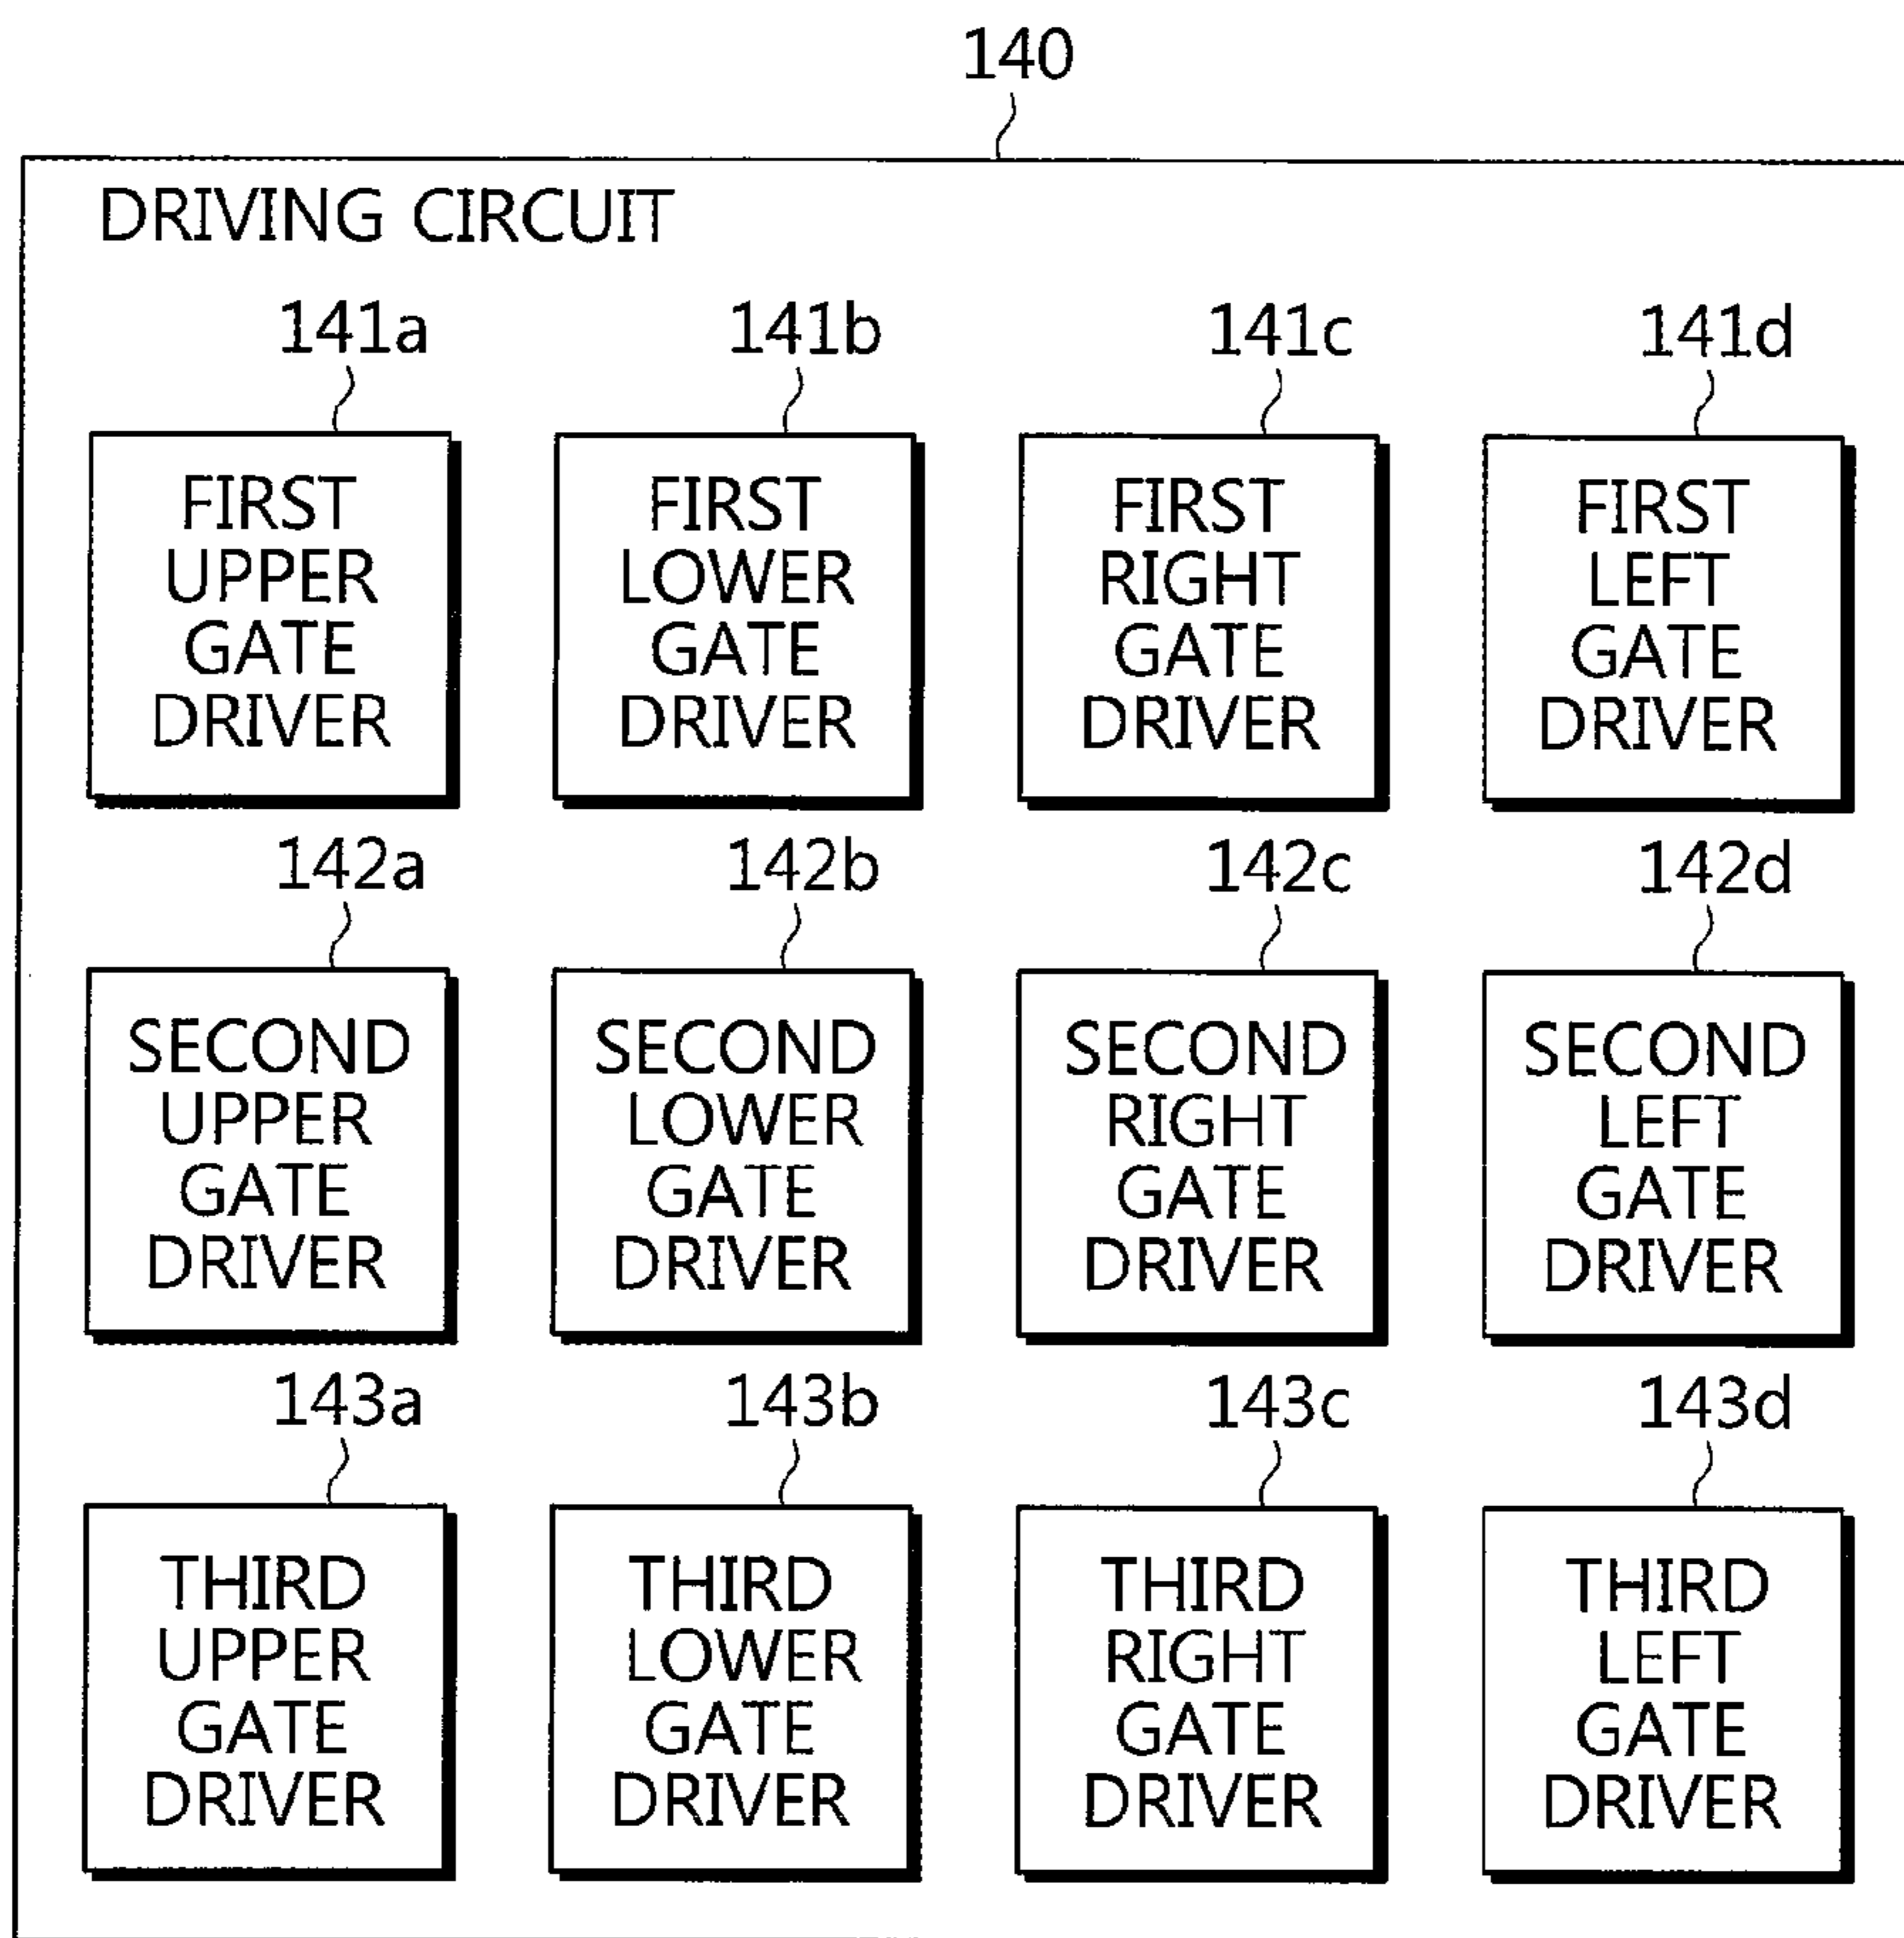 140
DRIVING CIRCUIT
141a
141b
141c
141d
FIRST
UPPER
GATE
DRIVER
FIRST
LOWER
GATE
DRIVER
FIRST
RIGHT
GATE
DRIVER
FIRST
LEFT
GATE
DRIVER
142a
142b
142c
142d
SECOND
UPPER
GATE
DRIVER
SECOND
LOWER
GATE
DRIVER
SECOND
RIGHT
GATE
DRIVER
SECOND
LEFT
GATE
DRIVER
143a
143b
143c
143d
THIRD
UPPER
GATE
DRIVER
THIRD
LOWER
GATE
DRIVER
THIRD
RIGHT
GATE
DRIVER
THIRD
LEFT
GATE
DRIVER